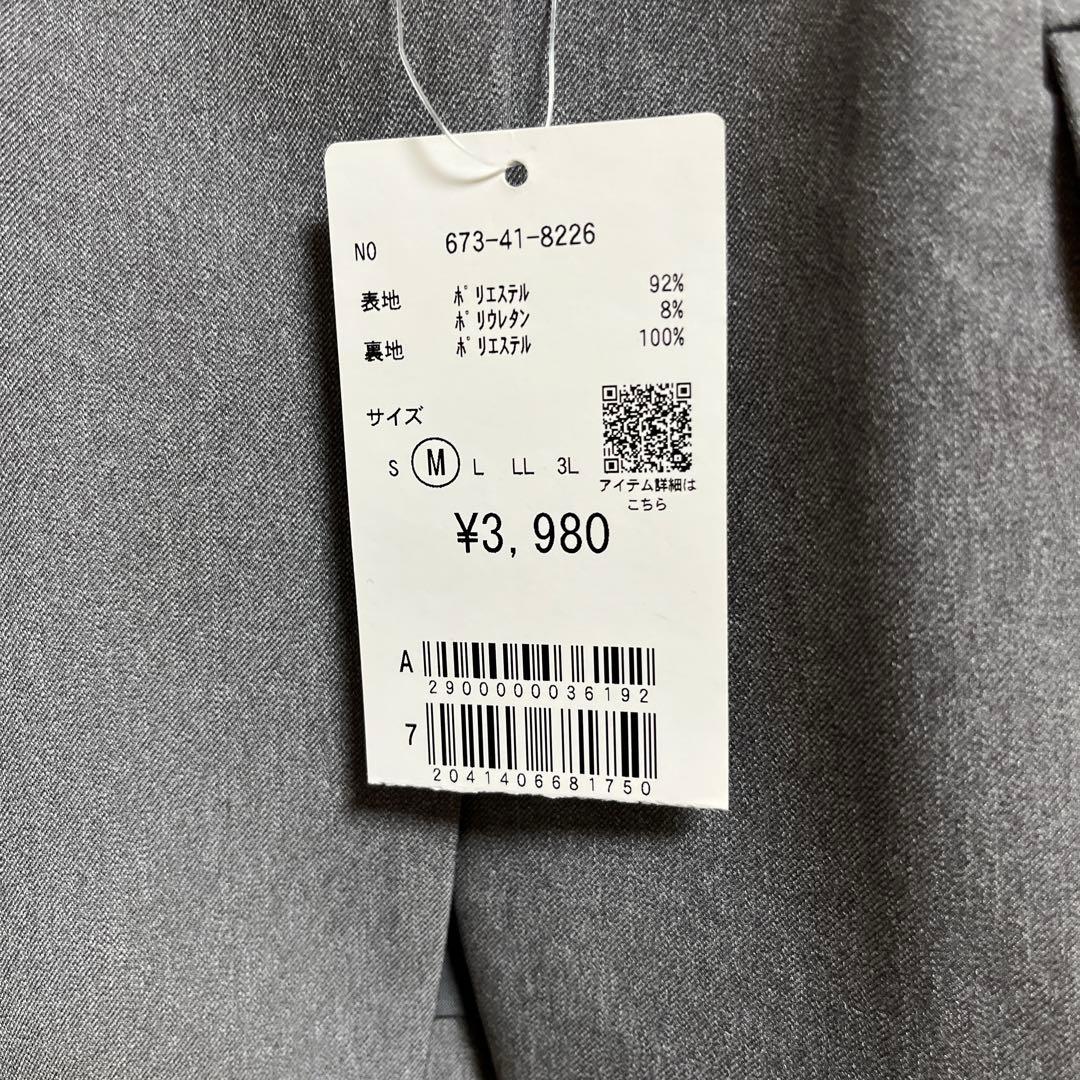 NO 673-41-8226
表地 ﾎﾟﾘｴｽﾃﾙ 92%
ﾎﾟﾘｳﾚﾀﾝ 8%
裏地 ﾎﾟﾘｴｽﾃﾙ 100%
サイズ
S M L LL 3L
アイテム詳細は
こちら
¥3,980
A
2900000036192
7
2041406681750